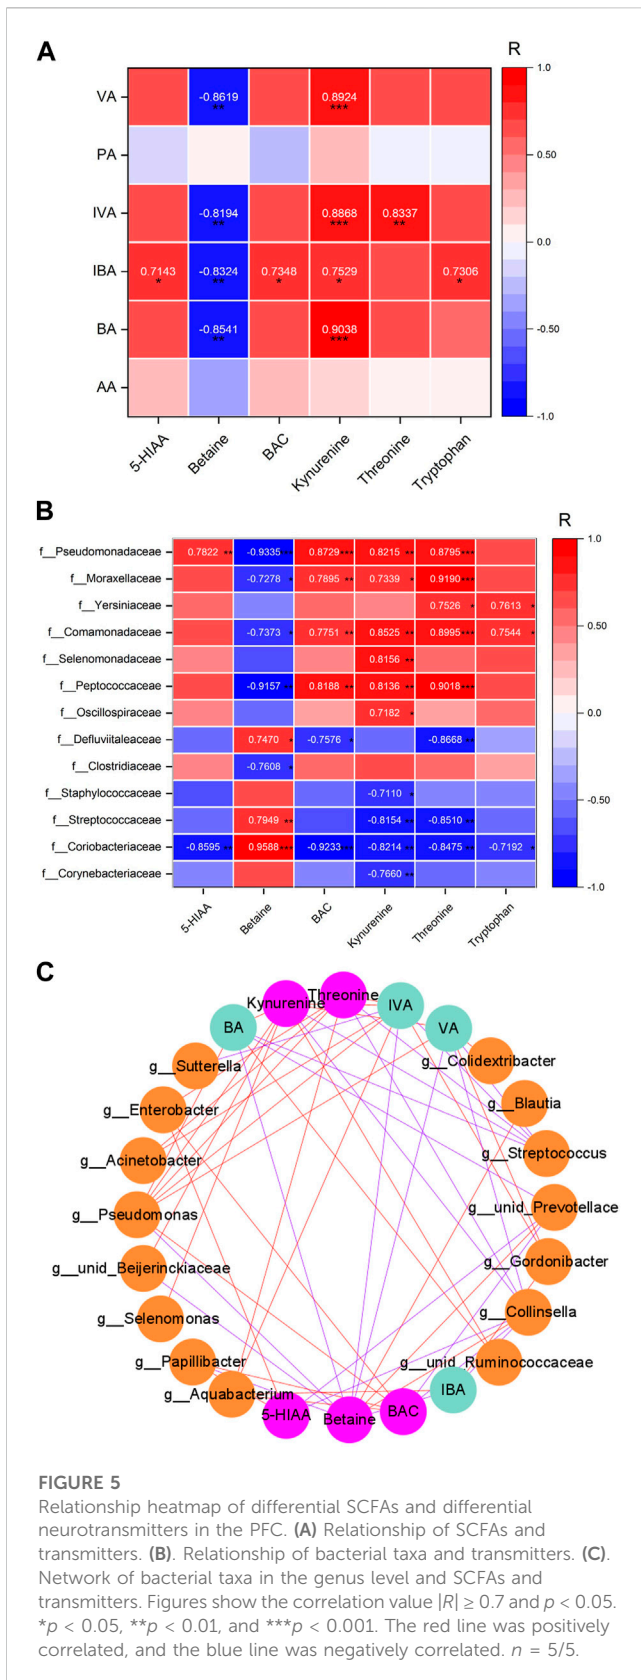 A
R
VA
-0.8619
**
0.8924
***
PA
IVA
-0.8194
**
0.8868
***
0.8337
**
IBA
0.7143
*
-0.8324
**
0.7348
*
0.7529
*
0.7306
*
BA
-0.8541
**
0.9038
***
AA
1.0
0.50
0.0
-0.50
-1.0
5-HIAA
Betaine
BAC
Kynurenine
Threonine
Tryptophan
B
R
f__Pseudomonadaceae 0.7822 ** -0.9335 *** 0.8729 *** 0.8215 ** 0.8795 ***
f__Moraxellaceae -0.7278 * 0.7895 ** 0.7339 * 0.9190 ***
f__Yersiniaceae 0.7526 * 0.7613 *
f__Comamonadaceae -0.7373 * 0.7751 ** 0.8525 ** 0.8995 *** 0.7544 *
f__Selenomonadaceae 0.8156 **
f__Peptococcaceae -0.9157 ** 0.8188 ** 0.8136 ** 0.9018 ***
f__Oscillospiraceae 0.7182 *
f__Defluviitaleaceae 0.7470 * -0.7576 * -0.8668 **
f__Clostridiaceae -0.7608 *
f__Staphylococcaceae -0.7110 *
f__Streptococcaceae 0.7949 ** -0.8154 ** -0.8510 **
f__Coriobacteriaceae -0.8595 ** 0.9588 *** -0.9233 *** -0.8214 ** -0.8475 ** -0.7192 *
f__Corynebacteriaceae -0.7660 **
1.0
0.50
0.0
-0.50
-1.0
5-HIAA
Betaine
BAC
Kynurenine
Threonine
Tryptophan
C
Threonine
Kynurenine
IVA
BA
VA
g__Sutterella
g__Colidextribacter
g__Enterobacter
g__Blautia
g__Acinetobacter
g__Streptococcus
g__Pseudomonas
g__unid_Prevotellace
g__unid_Beijerinckiaceae
g__Gordonibacter
g__Selenomonas
g__Collinsella
g__Papillibacter
g__unid_Ruminococcaceae
g__Aquabacterium
IBA
5-HIAA
Betaine
BAC
FIGURE 5
Relationship heatmap of differential SCFAs and differential
neurotransmitters in the PFC. (A) Relationship of SCFAs and
transmitters. (B). Relationship of bacterial taxa and transmitters. (C).
Network of bacterial taxa in the genus level and SCFAs and
transmitters. Figures show the correlation value |R| ≥ 0.7 and p < 0.05.
*p < 0.05, **p < 0.01, and ***p < 0.001. The red line was positively
correlated, and the blue line was negatively correlated. n = 5/5.